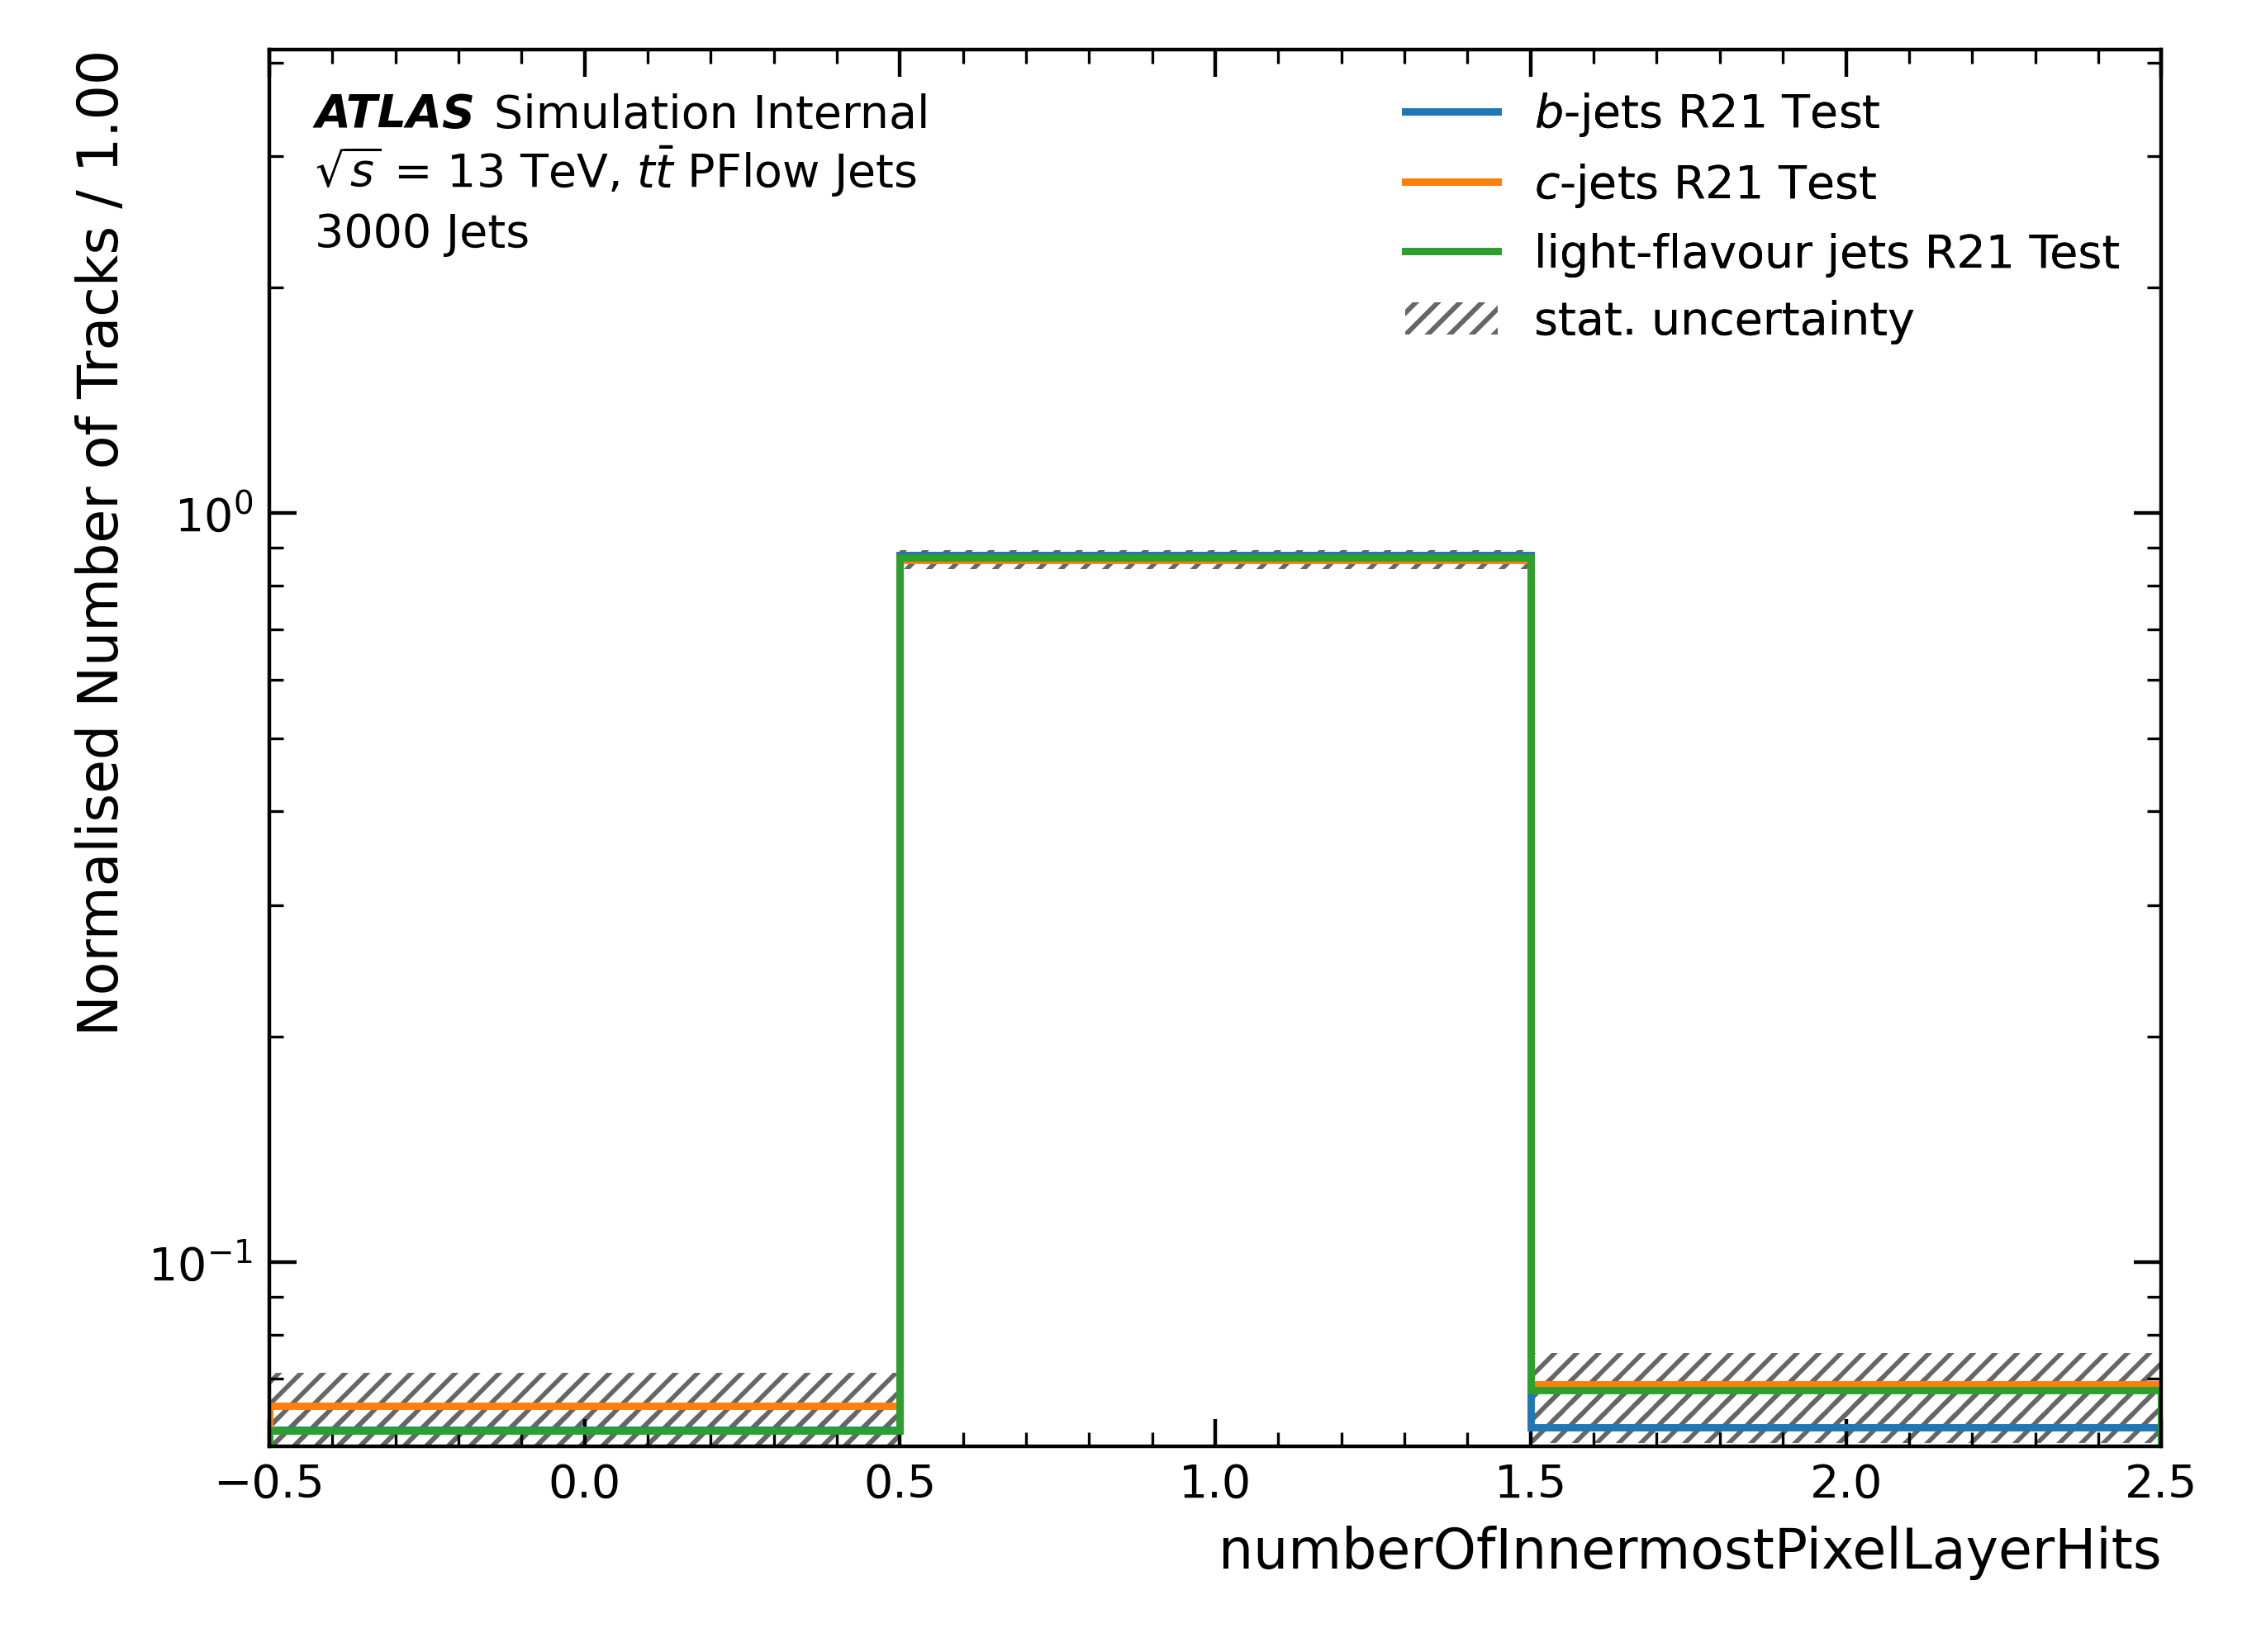 Normalised Number of Tracks / 1.00
ATLAS Simulation Internal
√s = 13 TeV, tt̄ PFlow Jets
3000 Jets
b-jets R21 Test
c-jets R21 Test
light-flavour jets R21 Test
stat. uncertainty
10⁰
10⁻¹
−0.5 0.0 0.5 1.0 1.5 2.0 2.5
numberOfInnermostPixelLayerHits